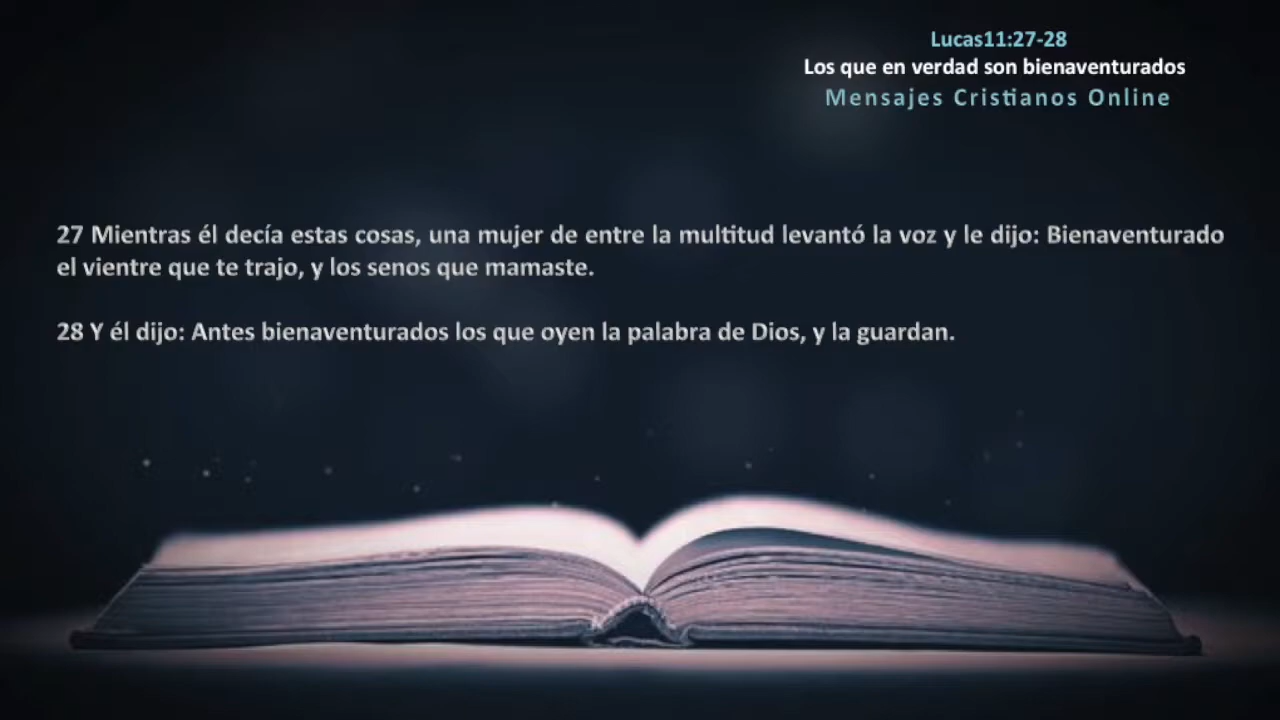 Lucas11:27-28
Los que en verdad son bienaventurados
Mensajes Cristianos Online
27 Mientras él decía estas cosas, una mujer de entre la multitud levantó la voz y le dijo: Bienaventurado
el vientre que te trajo, y los senos que mamaste.
28 Y él dijo: Antes bienaventurados los que oyen la palabra de Dios, y la guardan.